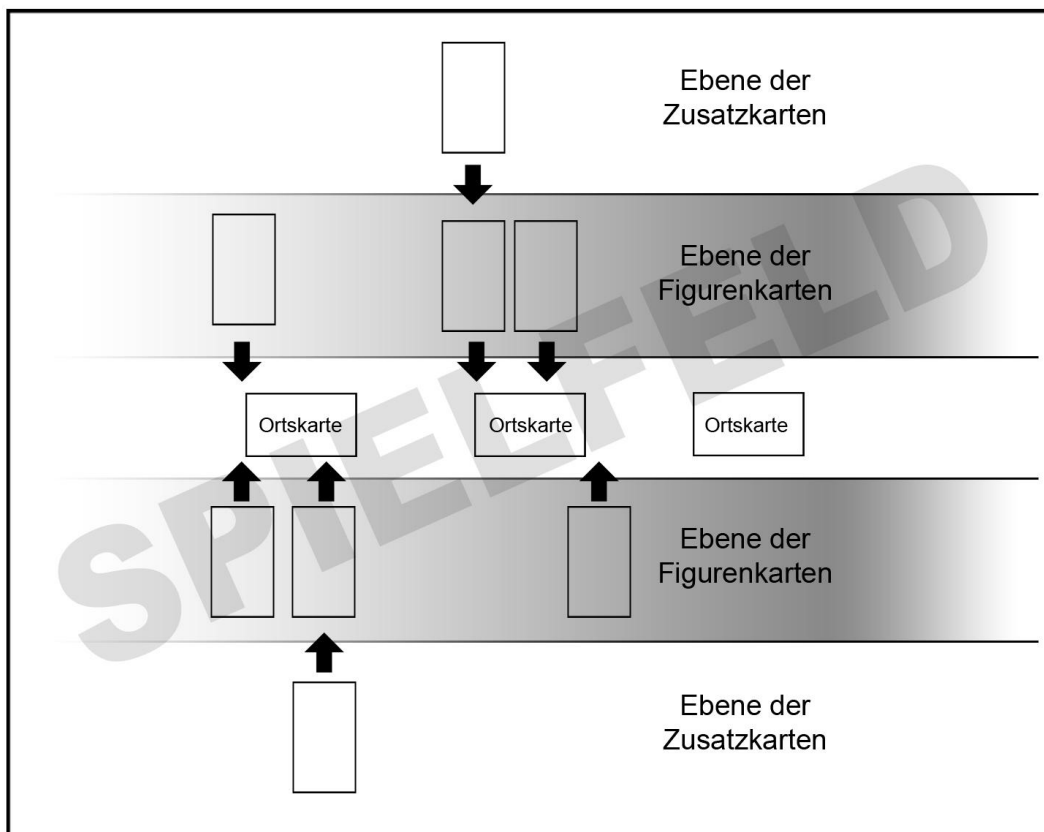 Ebene der
Zusatzkarten
Ebene der
Figurenkarten
Ortskarte
Ortskarte
Ortskarte
SPIELFELD
Ebene der
Figurenkarten
Ebene der
Zusatzkarten